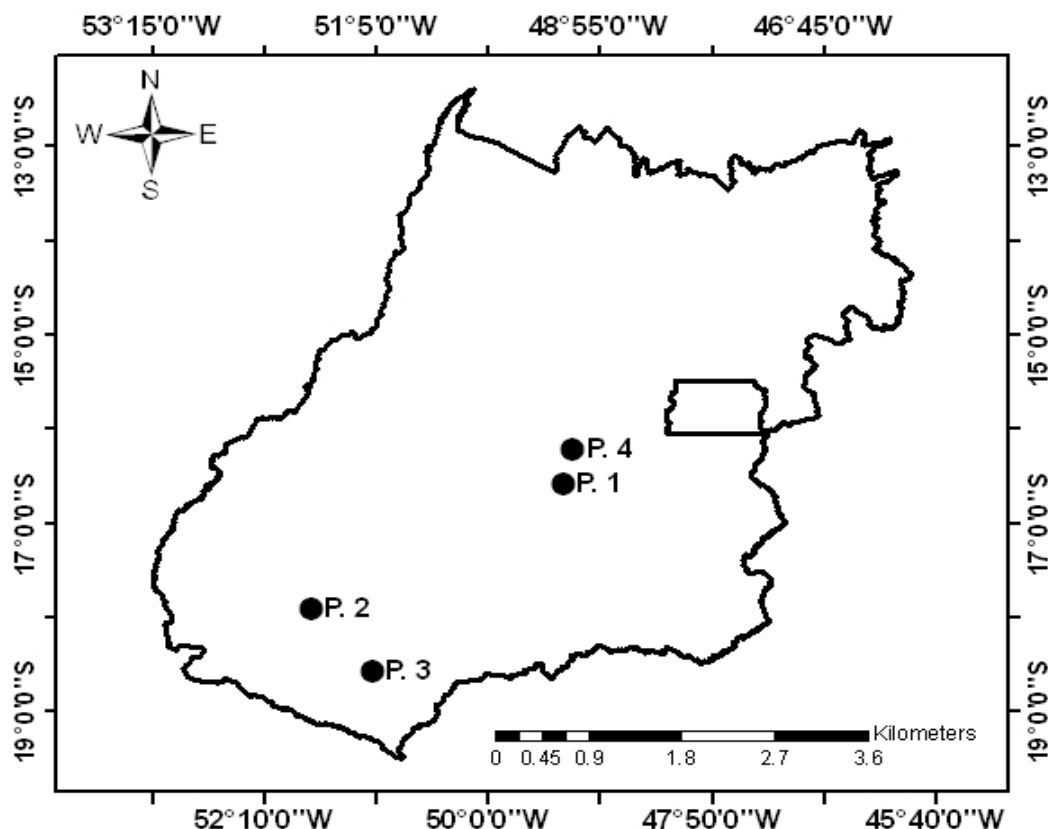 53°15'0"W 51°5'0"W 48°55'0"W 46°45'0"W
N
W E
S
13°0'0"S 13°0'0"S
15°0'0"S 15°0'0"S
P. 4
P. 1
17°0'0"S 17°0'0"S
P. 2
P. 3
19°0'0"S 19°0'0"S
Kilometers
0 0.45 0.9 1.8 2.7 3.6
52°10'0"W 50°0'0"W 47°50'0"W 45°40'0"W